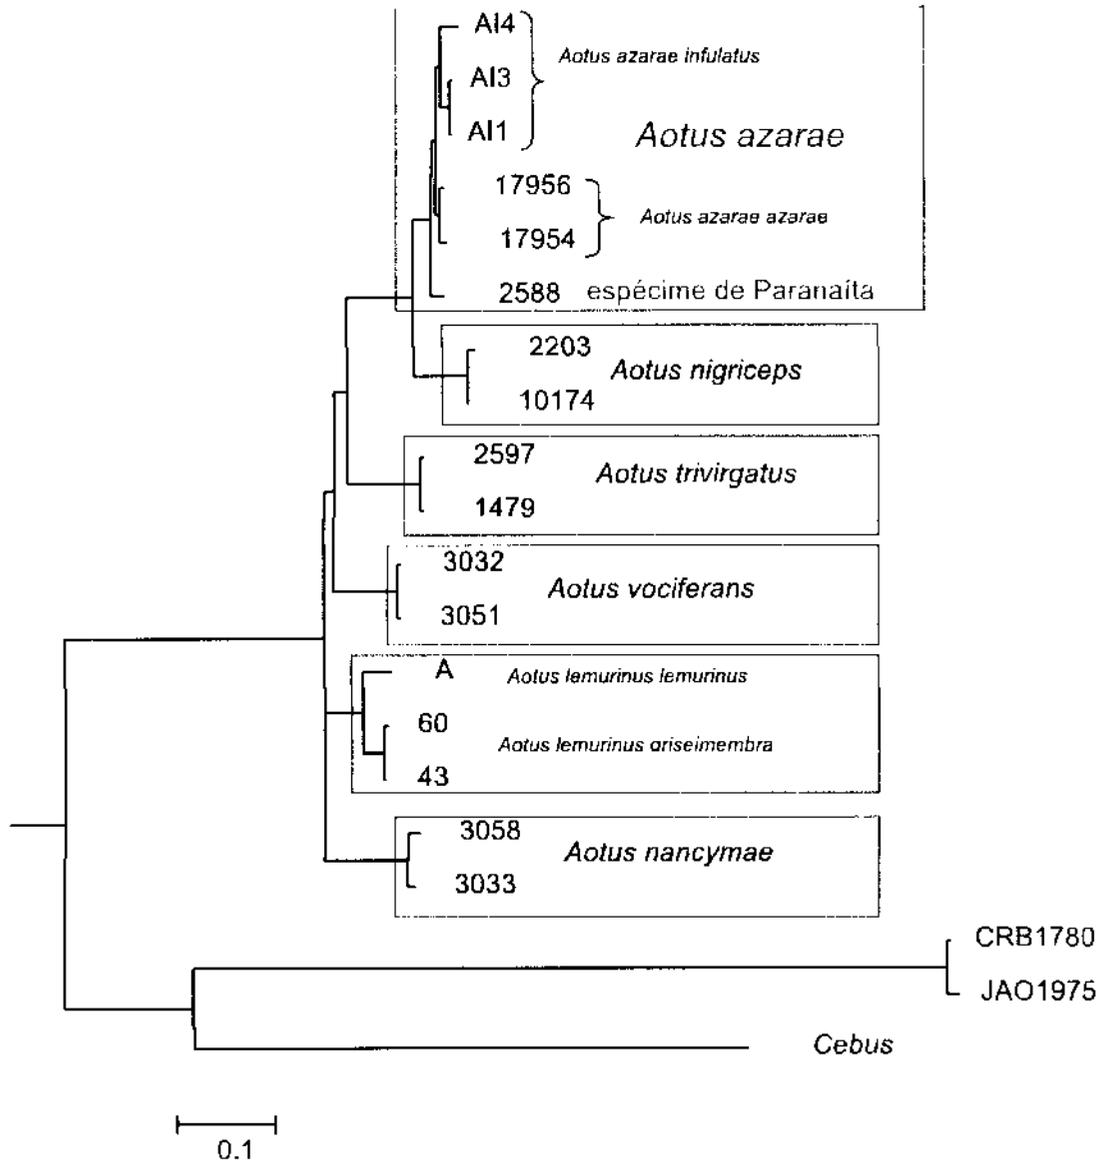 AI4
Aotus azarae infulatus
AI3
AI1
Aotus azarae
17956
Aotus azarae azarae
17954
2588 espécime de Paranaíta
2203
Aotus nigriceps
10174
2597
Aotus trivirgatus
1479
3032
Aotus vociferans
3051
A
Aotus lemurinus lemurinus
60
Aotus lemurinus griseimembra
43
3058
Aotus nancymae
3033
CRB1780
JAO1975
Cebus
0.1